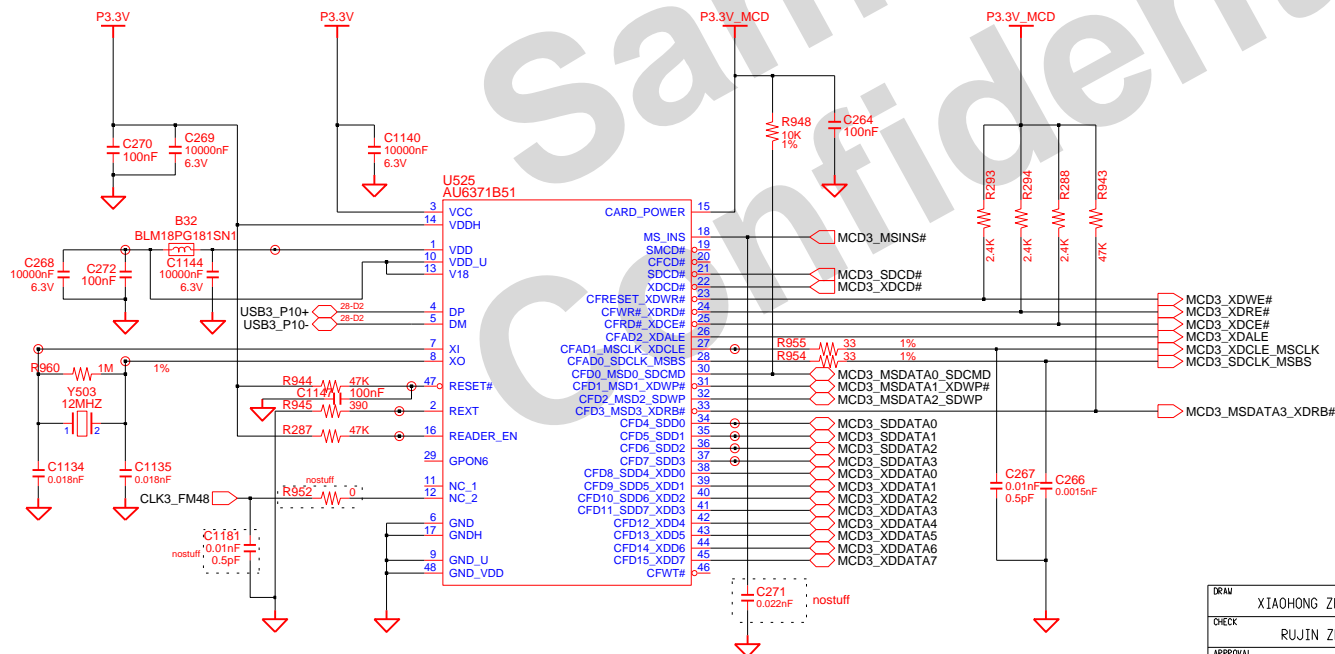 Sam
Confidential
P3.3V
P3.3V
P3.3V_MCD
P3.3V_MCD
C270
100nF
C269
10000nF
6.3V
C1140
10000nF
6.3V
R948
10K
1%
C264
100nF
R293
2.4K
R294
2.4K
R288
2.4K
R943
47K
U525
AU6371B51
B32
BLM18PG181SN1
C268
10000nF
6.3V
C272
100nF
C1144
10000nF
6.3V
USB3_P10+ 28-D2
USB3_P10- 28-D2
R960 1M 1%
Y503
12MHZ
1 2
C1134
0.018nF
C1135
0.018nF
R944 47K
C1147 100nF
R945 390
R287 47K
CLK3_FM48
nostuff
R952 0
C1181
0.01nF
0.5pF
nostuff
3 VCC
14 VDDH
1 VDD
10 VDD_U
13 V18
4 DP
5 DM
7 XI
8 XO
47 RESET#
2 REXT
16 READER_EN
29 GPON6
11 NC_1
12 NC_2
6 GND
17 GNDH
9 GND_U
48 GND_VDD
CARD_POWER 15
MS_INS 18 MCD3_MSINS#
SMCD# 19
CFCD# 20
SDCD# 21 MCD3_SDCD#
XDCD# 22 MCD3_XDCD#
CFRESET_XDWR# 23 MCD3_XDWE#
CFWR#_XDRD# 24 MCD3_XDRE#
CFRD#_XDCE# 25 MCD3_XDCE#
CFAD2_XDALE 26 MCD3_XDALE
CFAD1_MSCLK_XDCLE 27 R955 33 1% MCD3_XDCLE_MSCLK
CFAD0_SDCLK_MSBS 28 R954 33 1% MCD3_SDCLK_MSBS
CFD0_MSD0_SDCMD 30 MCD3_MSDATA0_SDCMD
CFD1_MSD1_XDWP# 31 MCD3_MSDATA1_XDWP#
CFD2_MSD2_SDWP 32 MCD3_MSDATA2_SDWP
CFD3_MSD3_XDRB# 33 MCD3_MSDATA3_XDRB#
CFD4_SDD0 34 MCD3_SDDATA0
CFD5_SDD1 35 MCD3_SDDATA1
CFD6_SDD2 36 MCD3_SDDATA2
CFD7_SDD3 37 MCD3_SDDATA3
CFD8_SDD4_XDD0 38 MCD3_XDDATA0
CFD9_SDD5_XDD1 39 MCD3_XDDATA1
CFD10_SDD6_XDD2 40 MCD3_XDDATA2
CFD11_SDD7_XDD3 41 MCD3_XDDATA3
CFD12_XDD4 42 MCD3_XDDATA4
CFD13_XDD5 43 MCD3_XDDATA5
CFD14_XDD6 44 MCD3_XDDATA6
CFD15_XDD7 45 MCD3_XDDATA7
CFWT# 46
C267
0.01nF
0.5pF
C266
0.0015nF
C271
0.022nF
nostuff
DRAW
XIAOHONG
CHECK
RUJIN
APPROVAL